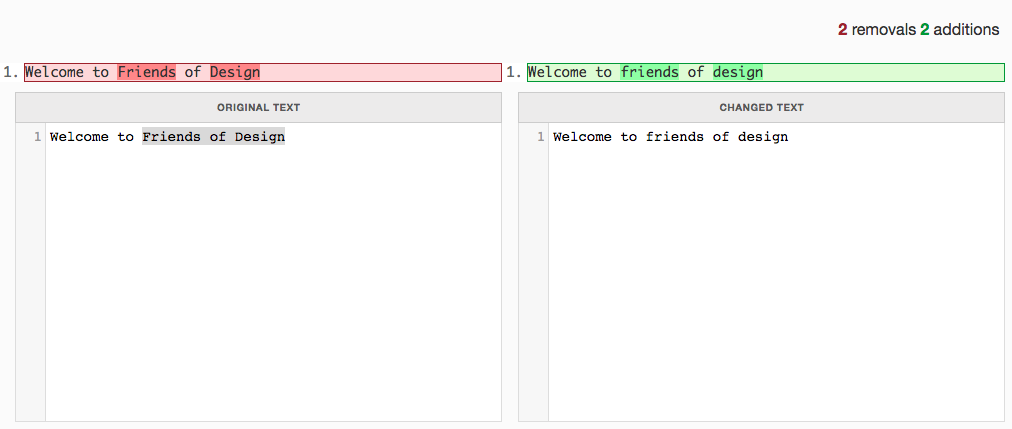 2 removals 2 additions
1. Welcome to Friends of Design
1. Welcome to friends of design
ORIGINAL TEXT
CHANGED TEXT
1 Welcome to Friends of Design
1 Welcome to friends of design